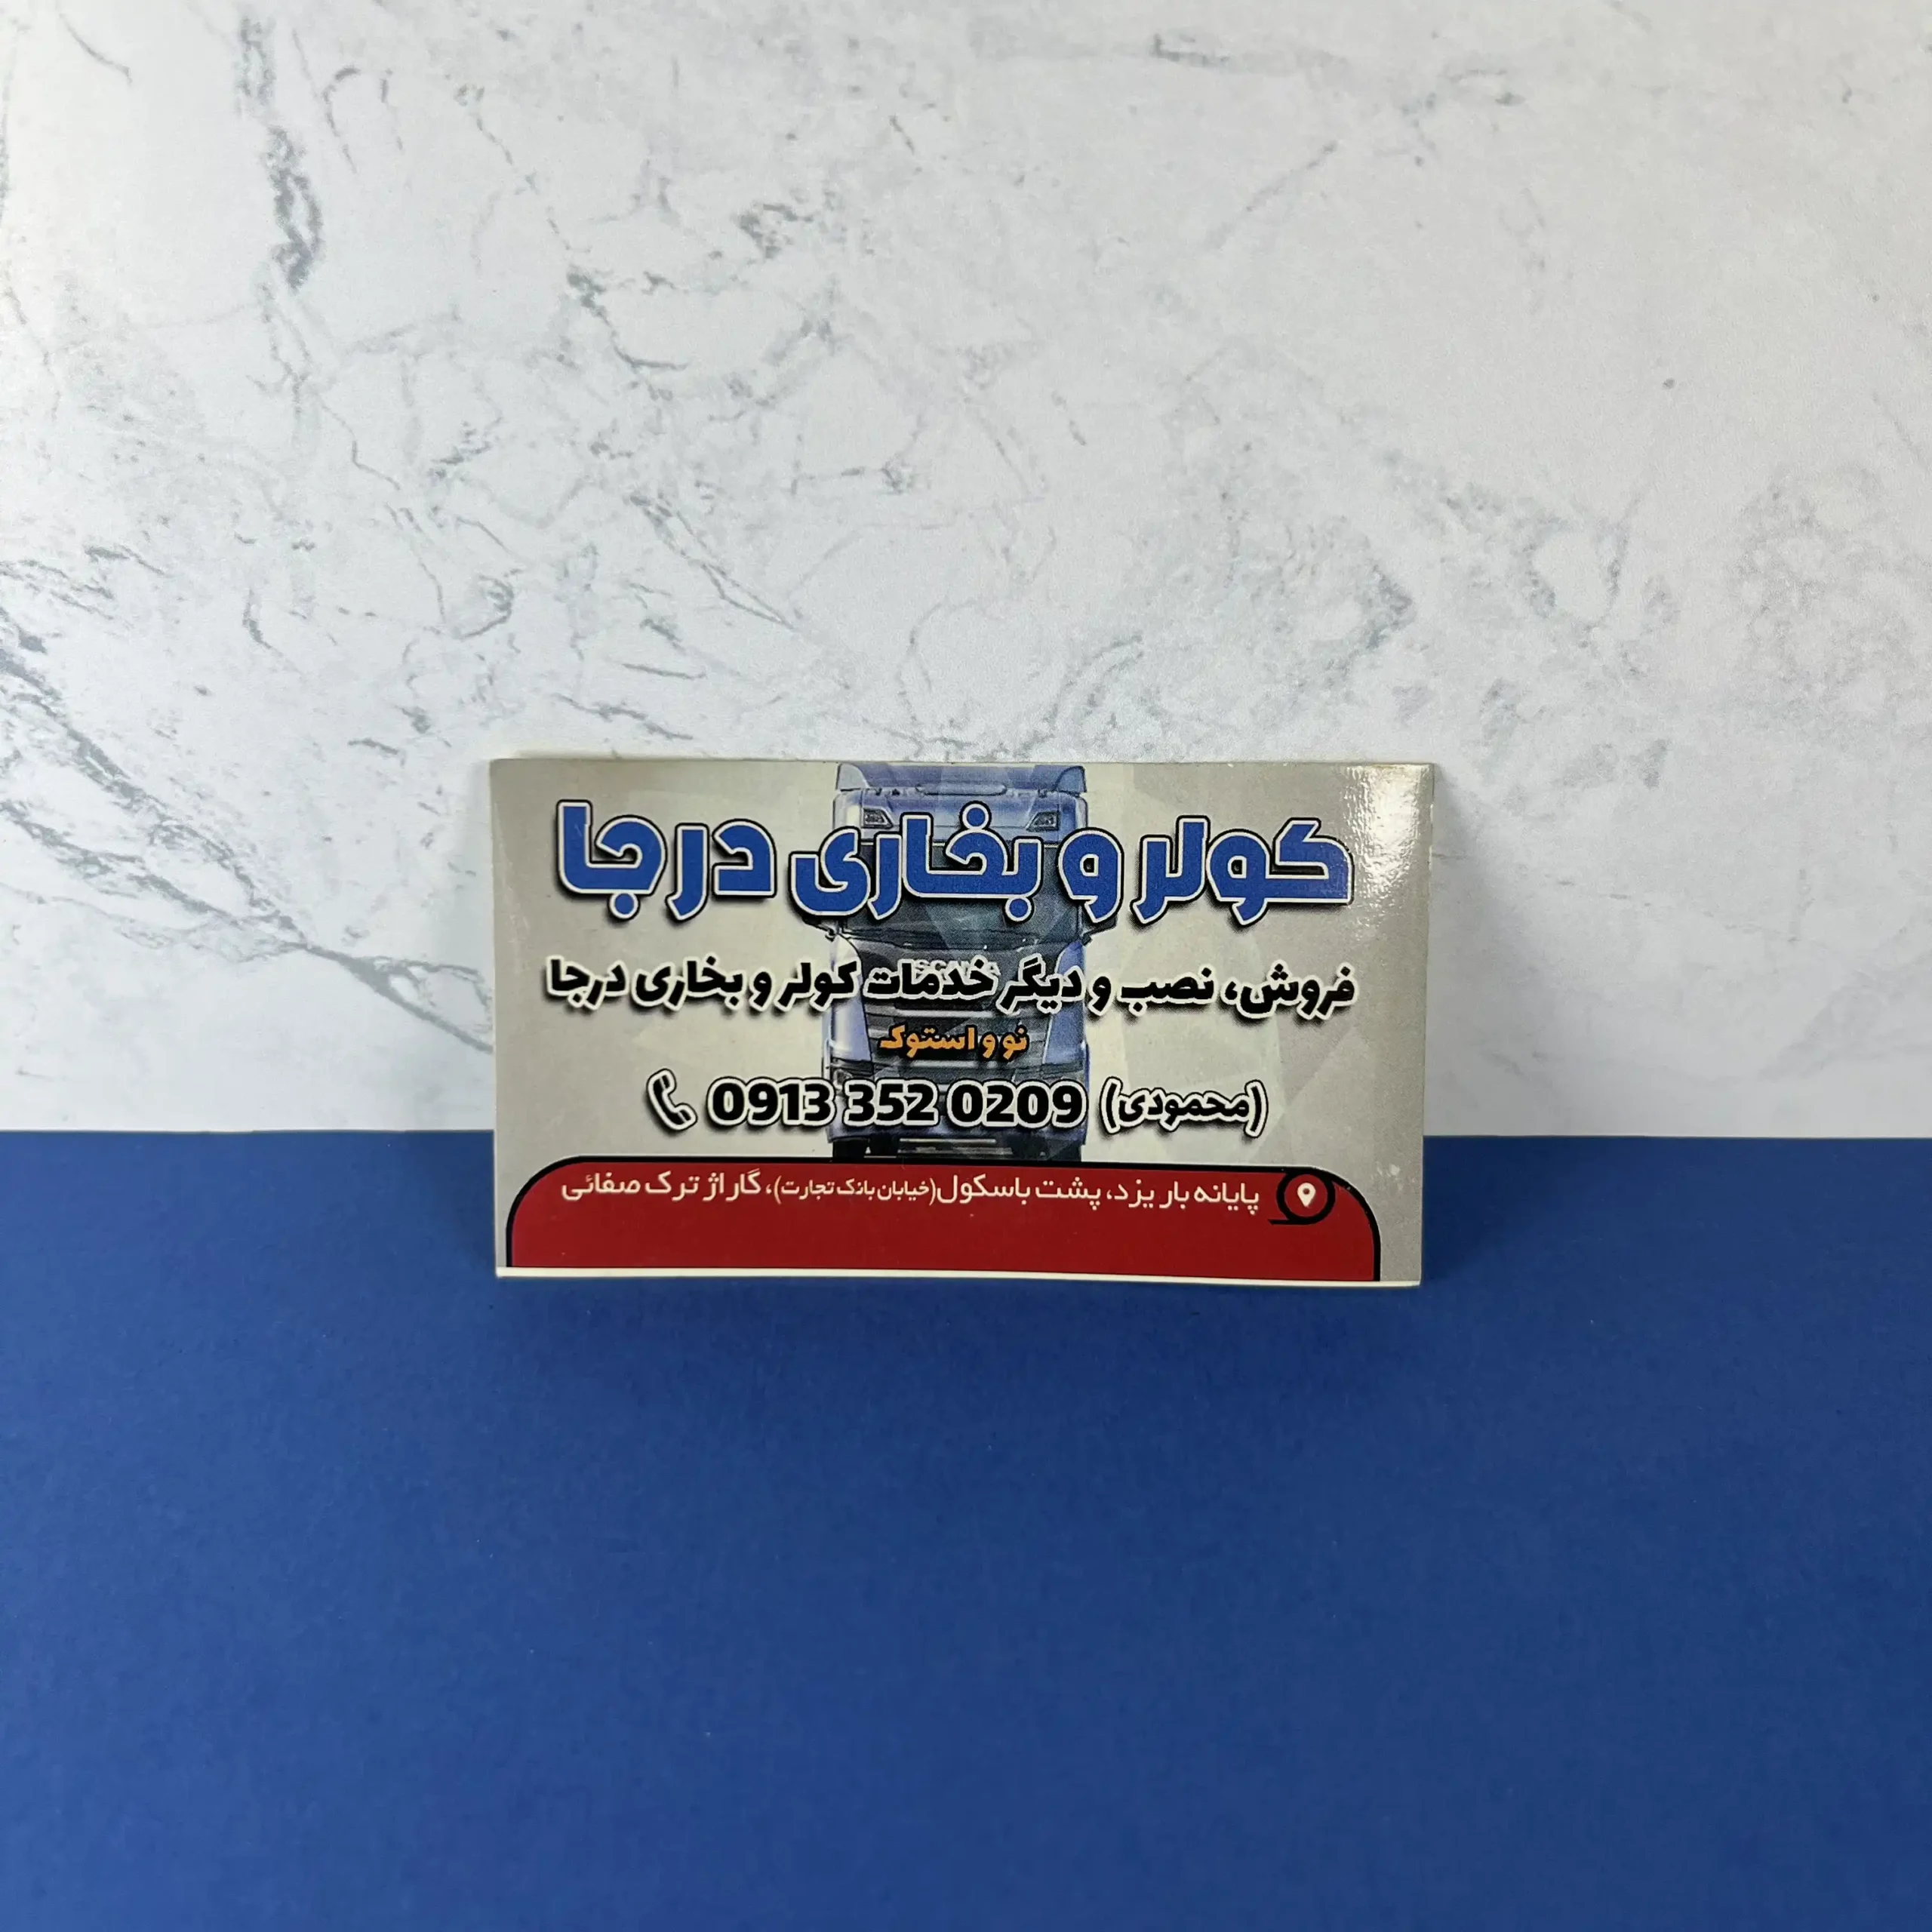 کولر و بخاری درجا
فروش، نصب و دیگر خدمات کولر و بخاری درجا
نو و استوک
0913 352 0209 (محمودی)
پایانه بار یزد، پشت باسکول(خیابان بانک تجارت)، گاراژ ترک صفائی